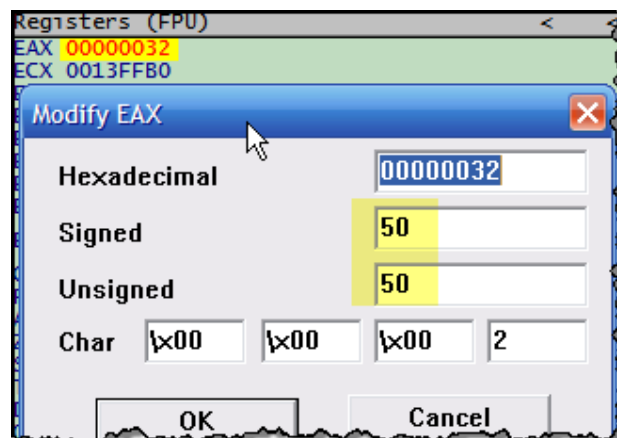 Registers (FPU) < <
EAX 00000032
ECX 0013FFB0
Modify EAX
Hexadecimal 00000032
Signed 50
Unsigned 50
Char \x00 \x00 \x00 2
OK Cancel